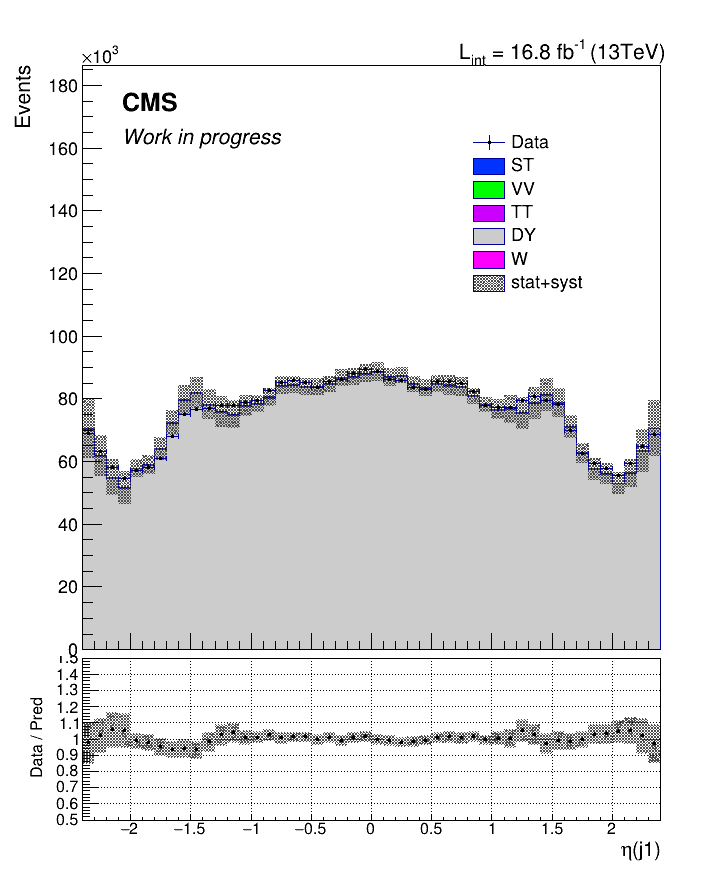 ×10³
L_int = 16.8 fb⁻¹ (13TeV)
Events
180
160
140
120
100
80
60
40
20
0
CMS
Work in progress
Data
ST
VV
TT
DY
W
stat+syst
Data / Pred
1.5
1.4
1.3
1.2
1.1
1
0.9
0.8
0.7
0.6
0.5
−2 −1.5 −1 −0.5 0 0.5 1 1.5 2
η(j1)